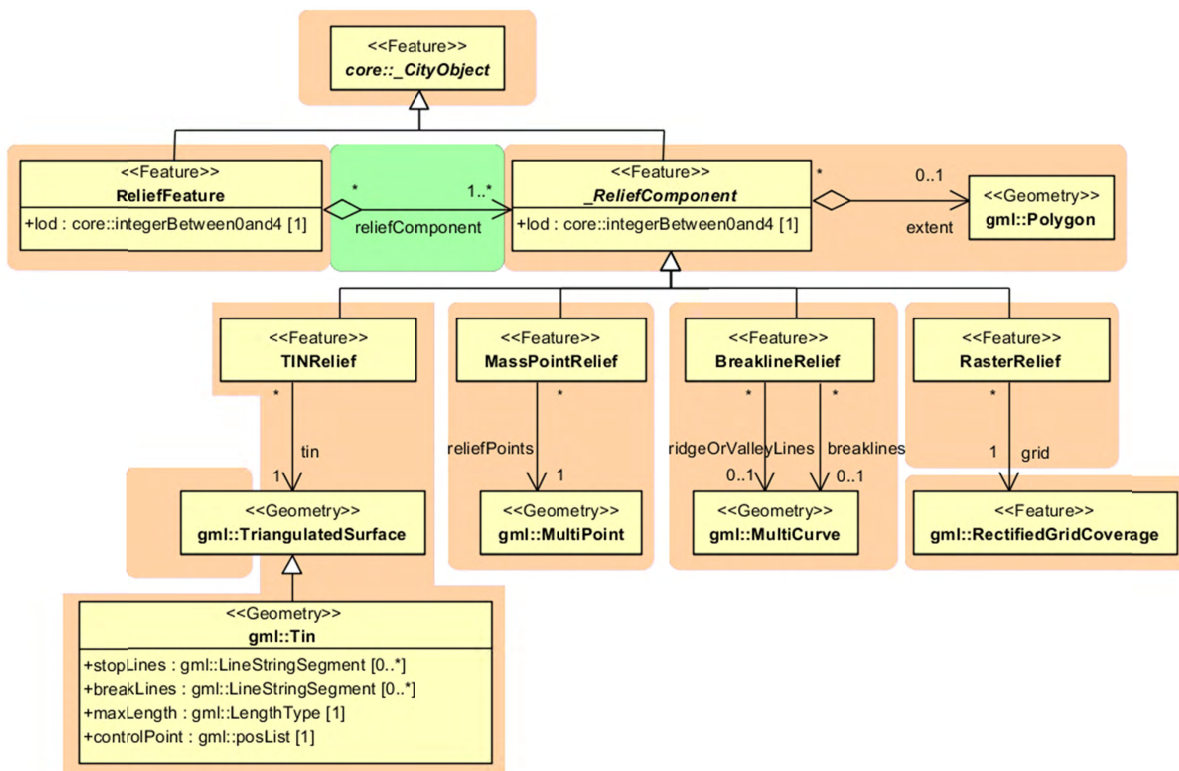 <<Feature>>
core::_CityObject
<<Feature>>
ReliefFeature
+lod : core::integerBetween0and4 [1]
*
1..*
reliefComponent
<<Feature>>
_ReliefComponent
+lod : core::integerBetween0and4 [1]
*
0..1
extent
<<Geometry>>
gml::Polygon
<<Feature>>
TINRelief
*
tin
1
<<Feature>>
MassPointRelief
*
reliefPoints
1
<<Feature>>
BreaklineRelief
*
*
ridgeOrValleyLines
breaklines
0..1
0..1
<<Feature>>
RasterRelief
*
1
grid
<<Geometry>>
gml::TriangulatedSurface
<<Geometry>>
gml::MultiPoint
<<Geometry>>
gml::MultiCurve
<<Feature>>
gml::RectifiedGridCoverage
<<Geometry>>
gml::Tin
+stopLines : gml::LineStringSegment [0..*]
+breakLines : gml::LineStringSegment [0..*]
+maxLength : gml::LengthType [1]
+controlPoint : gml::posList [1]